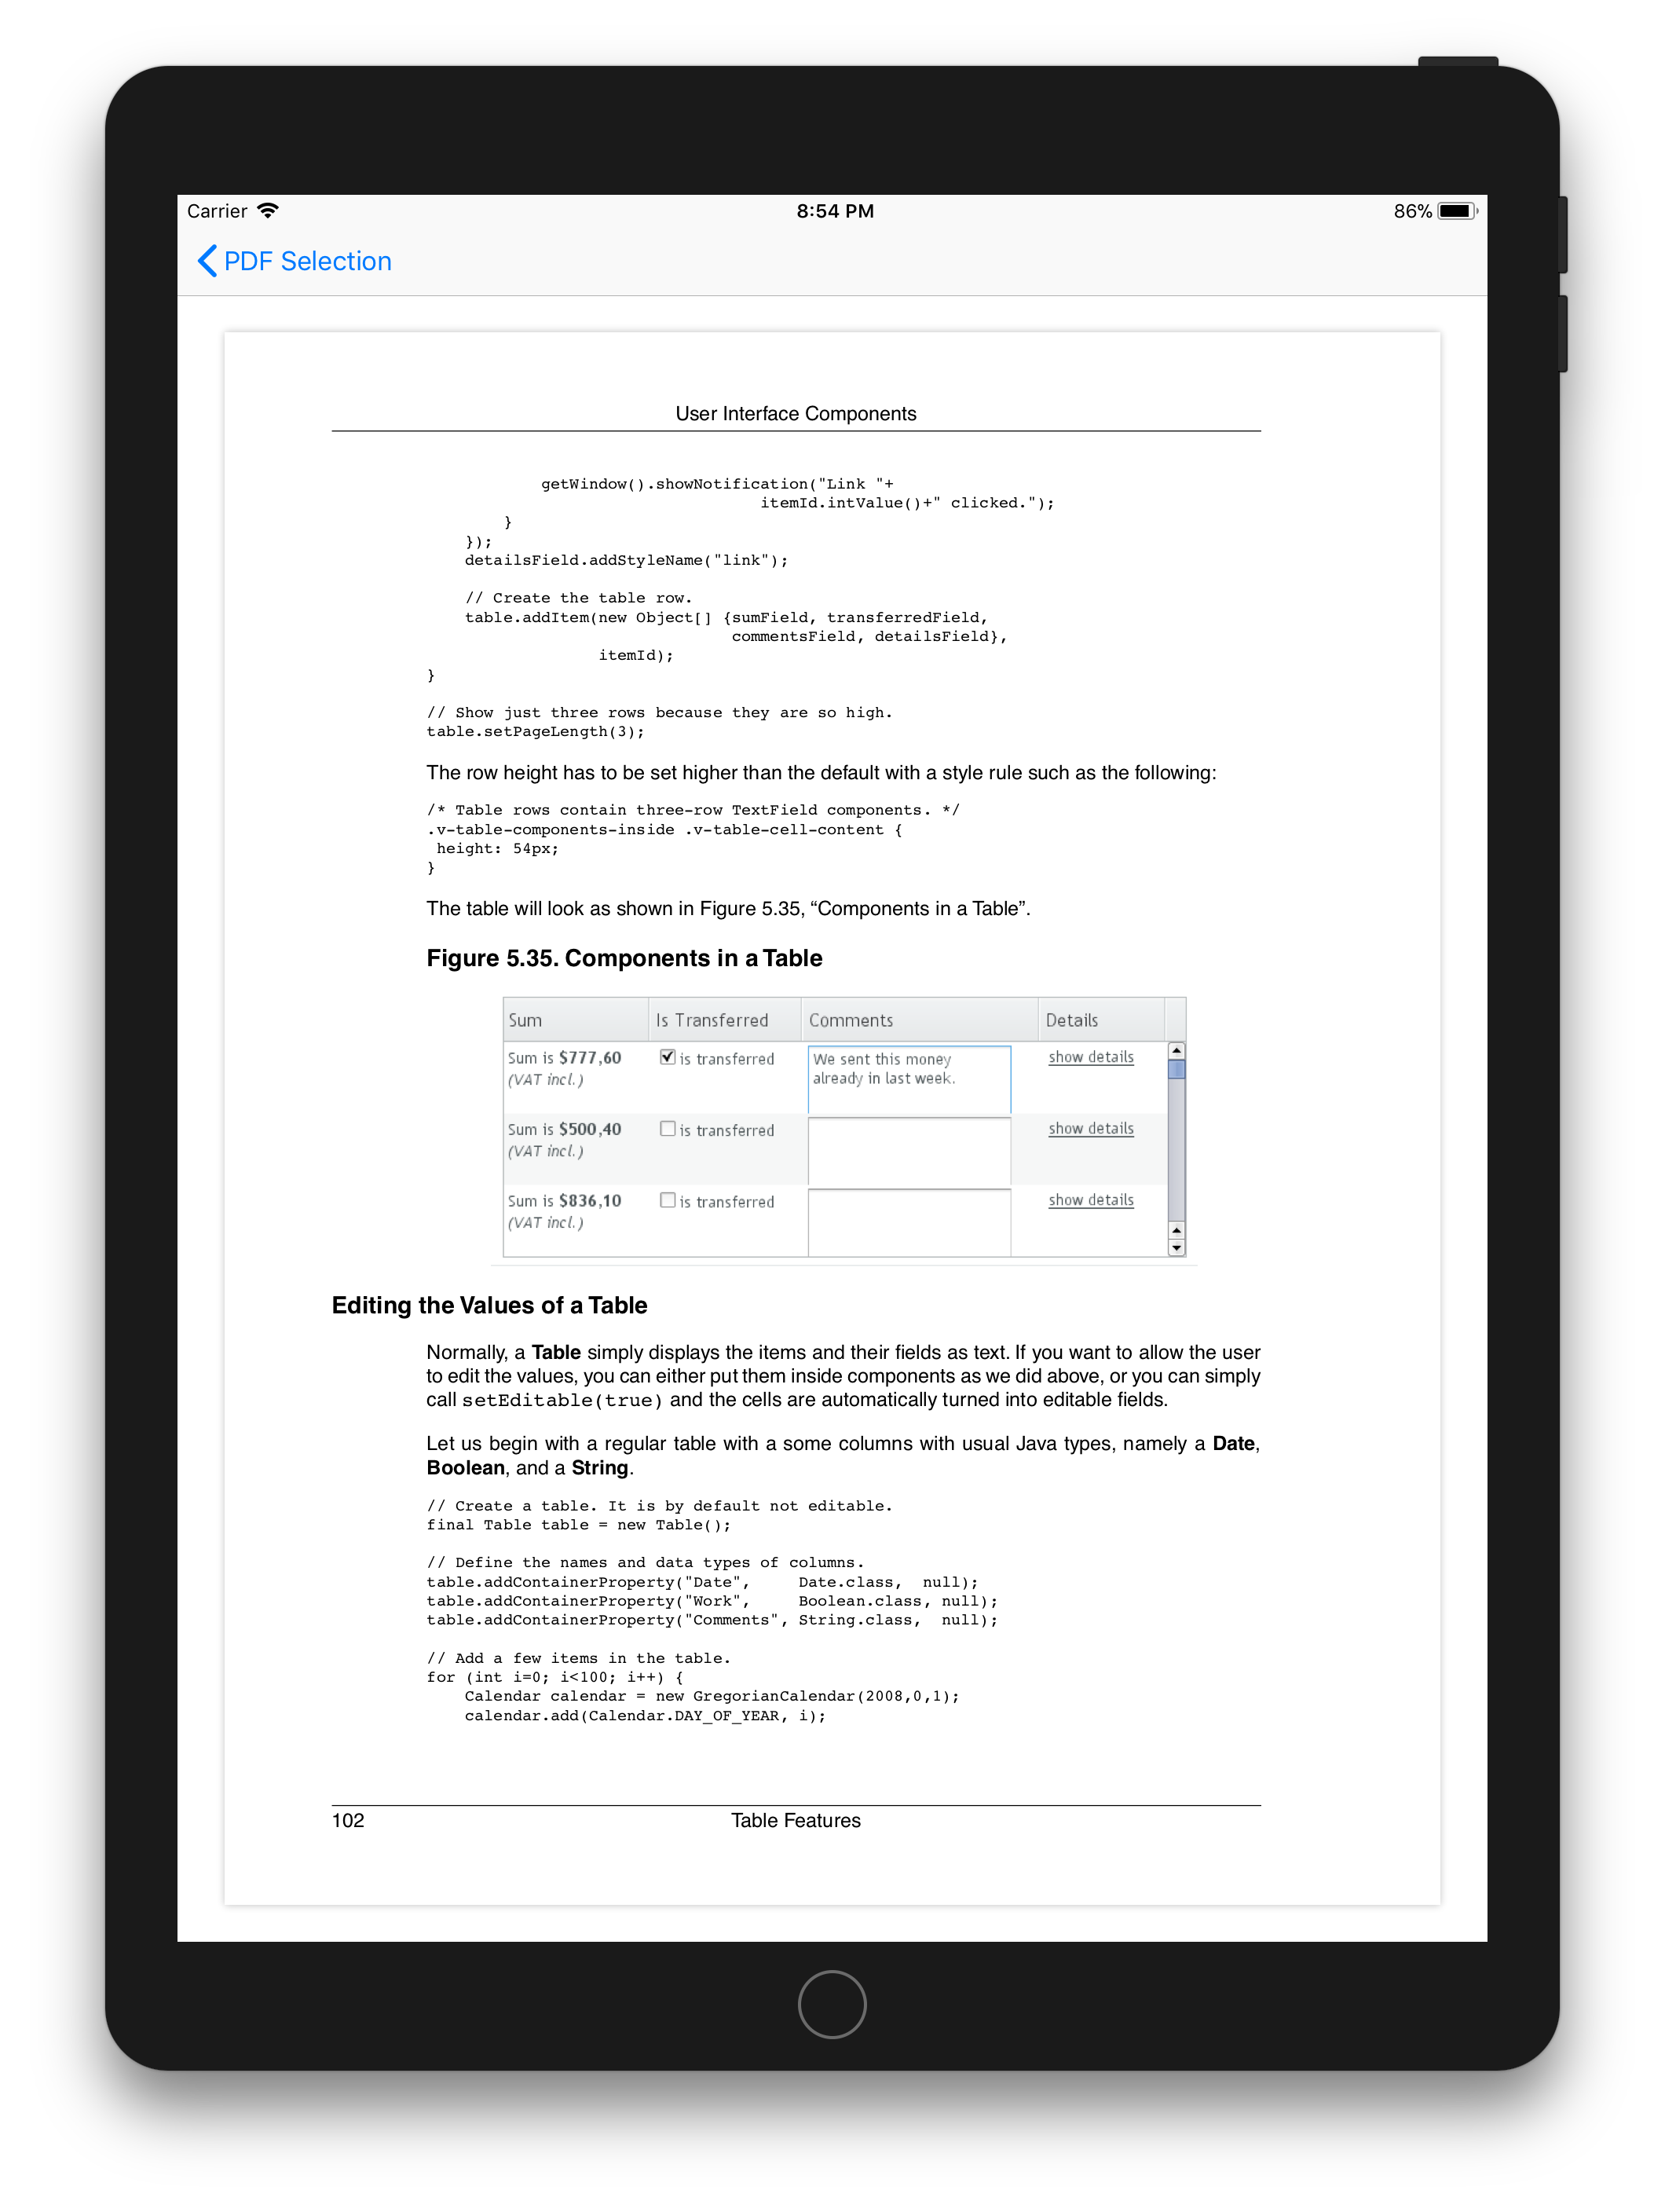 Carrier
8:54 PM
86%
PDF Selection
User Interface Components
getWindow().showNotification("Link "+
itemId.intValue()+" clicked.");
}
});
detailsField.addStyleName("link");
// Create the table row.
table.addItem(new Object[] {sumField, transferredField,
commentsField, detailsField},
itemId);
}
// Show just three rows because they are so high.
table.setPageLength(3);
The row height has to be set higher than the default with a style rule such as the following:
/* Table rows contain three-row TextField components. */
.v-table-components-inside .v-table-cell-content {
height: 54px;
}
The table will look as shown in Figure 5.35, “Components in a Table”.
Figure 5.35. Components in a Table
Sum Is Transferred Comments Details
Sum is $777,60 is transferred We sent this money show details
(VAT incl.) already in last week.
Sum is $500,40 is transferred show details
(VAT incl.)
Sum is $836,10 is transferred show details
(VAT incl.)
Editing the Values of a Table
Normally, a Table simply displays the items and their fields as text. If you want to allow the user
to edit the values, you can either put them inside components as we did above, or you can simply
call setEditable(true) and the cells are automatically turned into editable fields.
Let us begin with a regular table with a some columns with usual Java types, namely a Date,
Boolean, and a String.
// Create a table. It is by default not editable.
final Table table = new Table();
// Define the names and data types of columns.
table.addContainerProperty("Date", Date.class, null);
table.addContainerProperty("Work", Boolean.class, null);
table.addContainerProperty("Comments", String.class, null);
// Add a few items in the table.
for (int i=0; i<100; i++) {
Calendar calendar = new GregorianCalendar(2008,0,1);
calendar.add(Calendar.DAY_OF_YEAR, i);
102 Table Features